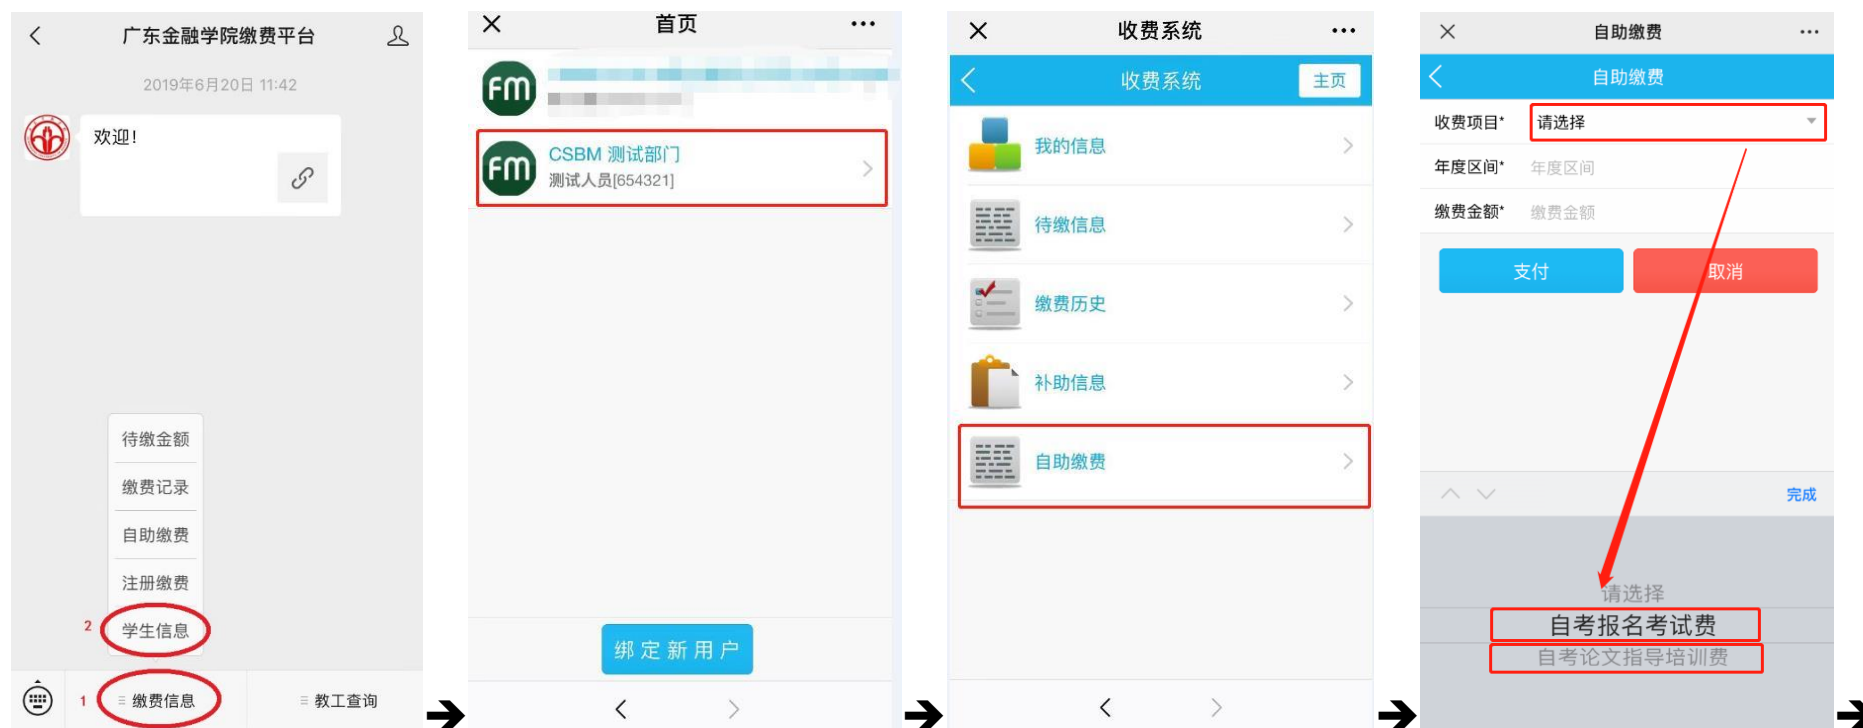 广东金融学院缴费平台
2019年6月20日 11:42
欢迎!
待缴金额
缴费记录
自助缴费
注册缴费
2 学生信息
1 缴费信息
教工查询
首页
fm
CSBM 测试部门
fm
测试人员[654321]
绑定新用户
收费系统
收费系统
主页
我的信息
待缴信息
缴费历史
补助信息
自助缴费
自助缴费
自助缴费
收费项目* 请选择
年度区间* 年度区间
缴费金额* 缴费金额
支付
取消
完成
请选择
自考报名考试费
自考论文指导培训费